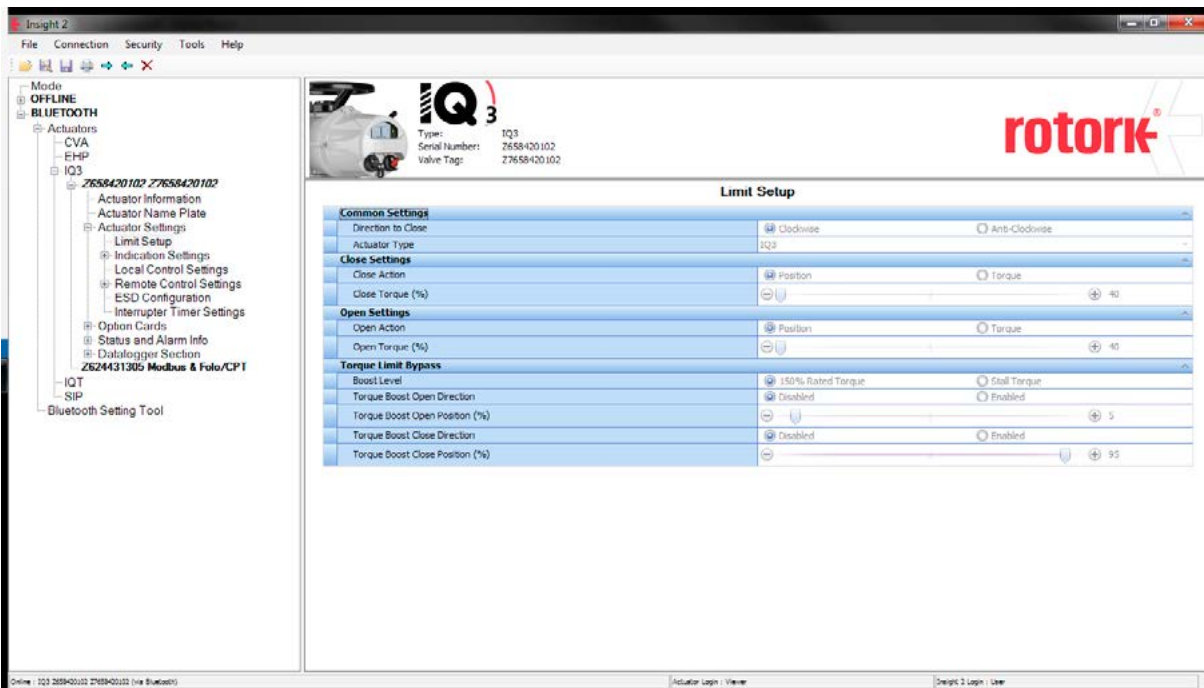 Insight 2
File Connection Security Tools Help
Mode
OFFLINE
BLUETOOTH
Actuators
CVA
EHP
IQ3
Z658420102 Z7658420102
Actuator Information
Actuator Name Plate
Actuator Settings
Limit Setup
Indication Settings
Local Control Settings
Remote Control Settings
ESD Configuration
Interrupter Timer Settings
Option Cards
Status and Alarm Info
Datalogger Section
Z624431305 Modbus & Folo/CPT
IQT
SIP
Bluetooth Setting Tool
IQ3
Type: IQ3
Serial Number: Z658420102
Valve Tag: Z7658420102
rotork®
Limit Setup
Common Settings
Direction to Close Clockwise Anti-Clockwise
Actuator Type IQ3
Close Settings
Close Action Position Torque
Close Torque (%) 40
Open Settings
Open Action Position Torque
Open Torque (%) 40
Torque Limit Bypass
Boost Level 150% Rated Torque Stall Torque
Torque Boost Open Direction Disabled Enabled
Torque Boost Open Position (%) 5
Torque Boost Close Direction Disabled Enabled
Torque Boost Close Position (%) 95
Online : IQ3 Z658420102 Z7658420102 (via Bluetooth) Actuator Login : Viewer Insight 2 Login : User